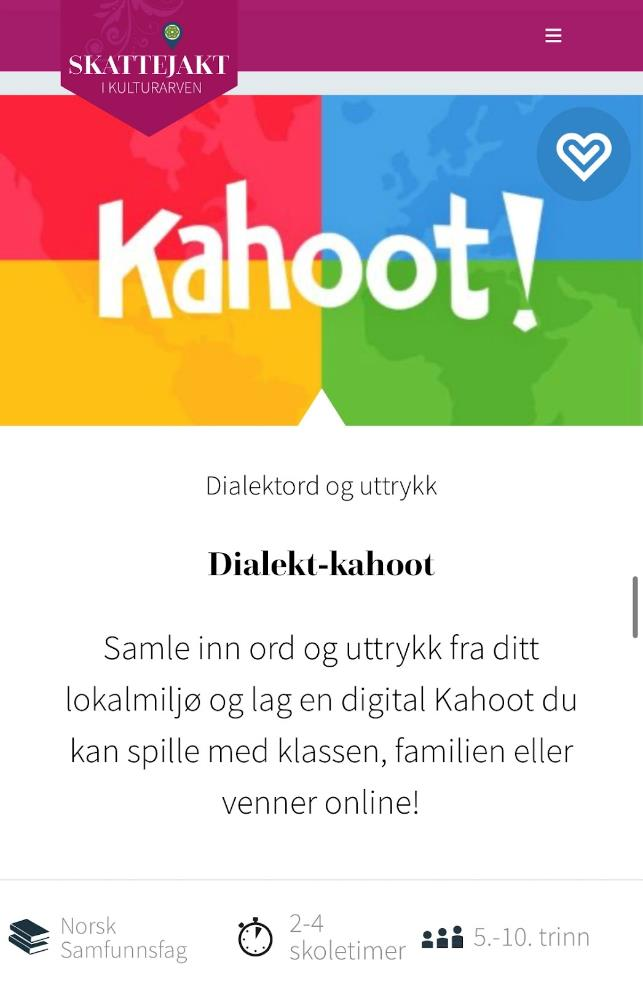 SKATTEJAKT
I KULTURARVEN
Kahoot!
Dialektord og uttrykk
Dialekt-kahoot
Samle inn ord og uttrykk fra ditt
lokalmiljø og lag en digital Kahoot du
kan spille med klassen, familien eller
venner online!
Norsk
Samfunnsfag
2-4
skoletimer
5.-10. trinn